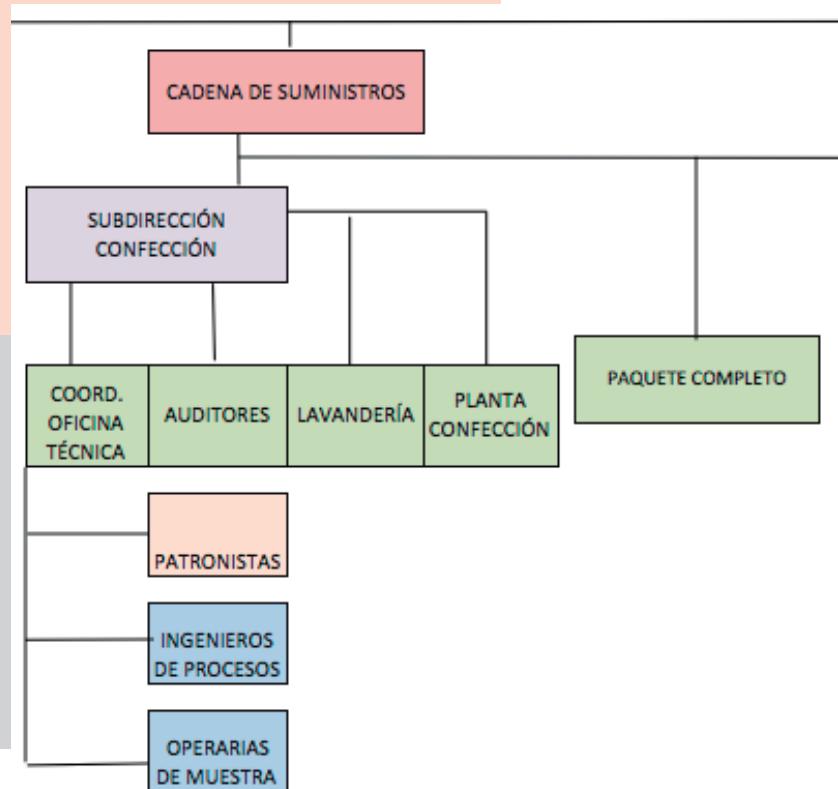 CADENA DE SUMINISTROS
SUBDIRECCIÓN
CONFECCIÓN
COORD.
OFICINA
TÉCNICA
AUDITORES
LAVANDERÍA
PLANTA
CONFECCIÓN
PAQUETE COMPLETO
PATRONISTAS
INGENIEROS
DE PROCESOS
OPERARIAS
DE MUESTRA